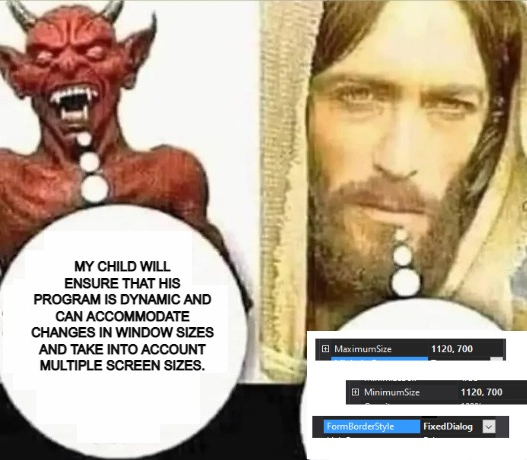 MY CHILD WILL
ENSURE THAT HIS
PROGRAM IS DYNAMIC AND
CAN ACCOMMODATE
CHANGES IN WINDOW SIZES
AND TAKE INTO ACCOUNT
MULTIPLE SCREEN SIZES.
MaximumSize 1120, 700
MinimumSize 1120, 700
FormBorderStyle FixedDialog